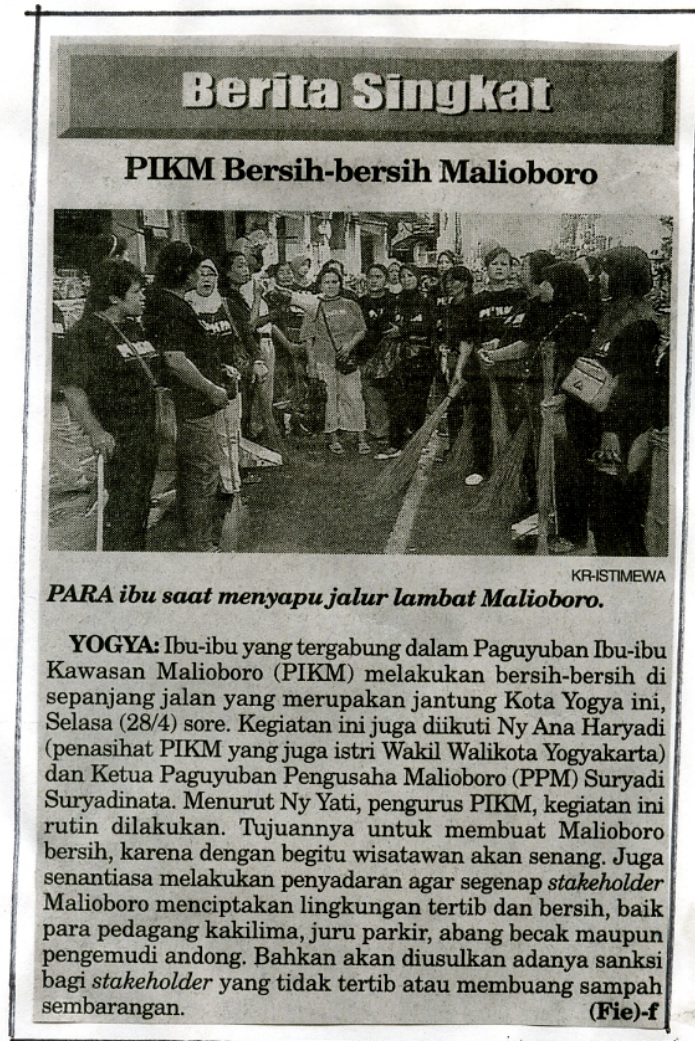 Berita Singkat
PIKM Bersih-bersih Malioboro
KR-ISTIMEWA
PARA ibu saat menyapu jalur lambat Malioboro.
YOGYA: Ibu-ibu yang tergabung dalam Paguyuban Ibu-ibu
Kawasan Malioboro (PIKM) melakukan bersih-bersih di
sepanjang jalan yang merupakan jantung Kota Yogya ini,
Selasa (28/4) sore. Kegiatan ini juga diikuti Ny Ana Haryadi
(penasihat PIKM yang juga istri Wakil Walikota Yogyakarta)
dan Ketua Paguyuban Pengusaha Malioboro (PPM) Suryadi
Suryadinata. Menurut Ny Yati, pengurus PIKM, kegiatan ini
rutin dilakukan. Tujuannya untuk membuat Malioboro
bersih, karena dengan begitu wisatawan akan senang. Juga
senantiasa melakukan penyadaran agar segenap stakeholder
Malioboro menciptakan lingkungan tertib dan bersih, baik
para pedagang kakilima, juru parkir, abang becak maupun
pengemudi andong. Bahkan akan diusulkan adanya sanksi
bagi stakeholder yang tidak tertib atau membuang sampah
sembarangan. (Fie)-f